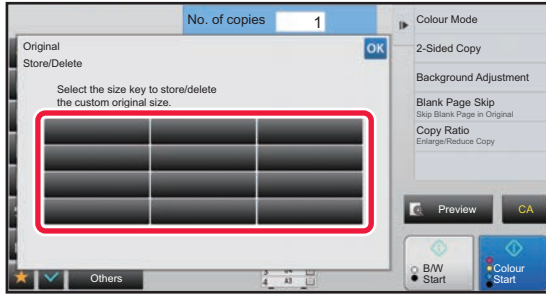 No. of copies 1
Original
OK
Store/Delete
Select the size key to store/delete
the custom original size.
Colour Mode
2-Sided Copy
Background Adjustment
Blank Page Skip
Skip Blank Page in Original
Copy Ratio
Enlarge/Reduce Copy
Preview
CA
B/W
Start
Colour
Start
Others
4 A3